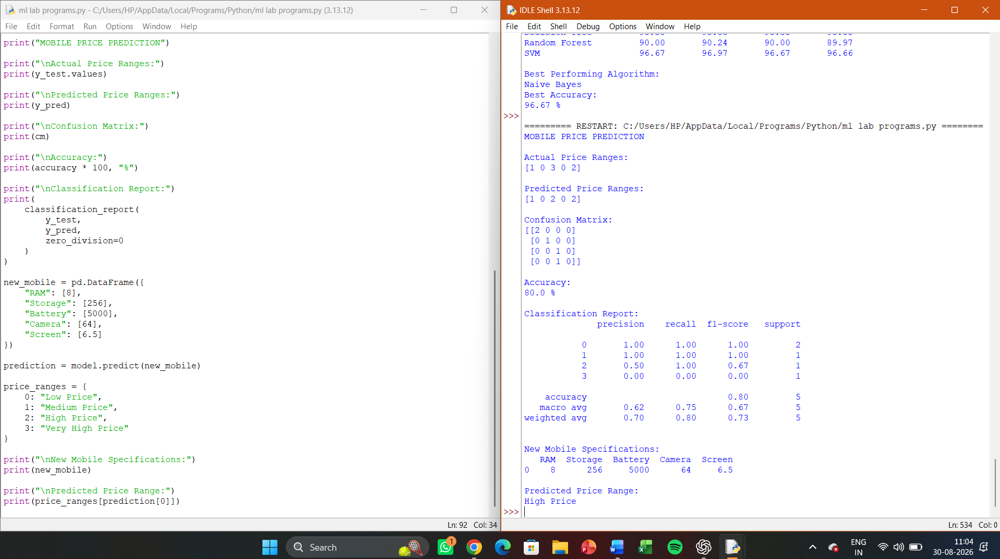 ml lab programs.py - C:/Users/HP/AppData/Local/Programs/Python/ml lab programs.py (3.13.12)
File Edit Format Run Options Window Help
print("MOBILE PRICE PREDICTION")
print("\nActual Price Ranges:")
print(y_test.values)
print("\nPredicted Price Ranges:")
print(y_pred)
print("\nConfusion Matrix:")
print(cm)
print("\nAccuracy:")
print(accuracy * 100, "%")
print("\nClassification Report:")
print(
    classification_report(
        y_test,
        y_pred,
        zero_division=0
    )
)
new_mobile = pd.DataFrame({
    "RAM": [8],
    "Storage": [256],
    "Battery": [5000],
    "Camera": [64],
    "Screen": [6.5]
})
prediction = model.predict(new_mobile)
price_ranges = {
    0: "Low Price",
    1: "Medium Price",
    2: "High Price",
    3: "Very High Price"
}
print("\nNew Mobile Specifications:")
print(new_mobile)
print("\nPredicted Price Range:")
print(price_ranges[prediction[0]])
Ln: 92 Col: 34
IDLE Shell 3.13.12
File Edit Shell Debug Options Window Help
Random Forest 90.00 90.24 90.00 89.97
SVM 96.67 96.97 96.67 96.66
Best Performing Algorithm:
Naive Bayes
Best Accuracy:
96.67 %
>>>
========= RESTART: C:/Users/HP/AppData/Local/Programs/Python/ml lab programs.py ========
MOBILE PRICE PREDICTION
Actual Price Ranges:
[1 0 3 0 2]
Predicted Price Ranges:
[1 0 2 0 2]
Confusion Matrix:
[[2 0 0 0]
 [0 1 0 0]
 [0 0 1 0]
 [0 0 1 0]]
Accuracy:
80.0 %
Classification Report:
precision recall f1-score support
0 1.00 1.00 1.00 2
1 1.00 1.00 1.00 1
2 0.50 1.00 0.67 1
3 0.00 0.00 0.00 1
accuracy 0.80 5
macro avg 0.62 0.75 0.67 5
weighted avg 0.70 0.80 0.73 5
New Mobile Specifications:
RAM Storage Battery Camera Screen
0 8 256 5000 64 6.5
Predicted Price Range:
High Price
>>>
Ln: 534 Col: 0
Search
1
ENG
IN
11:04
30-08-2026